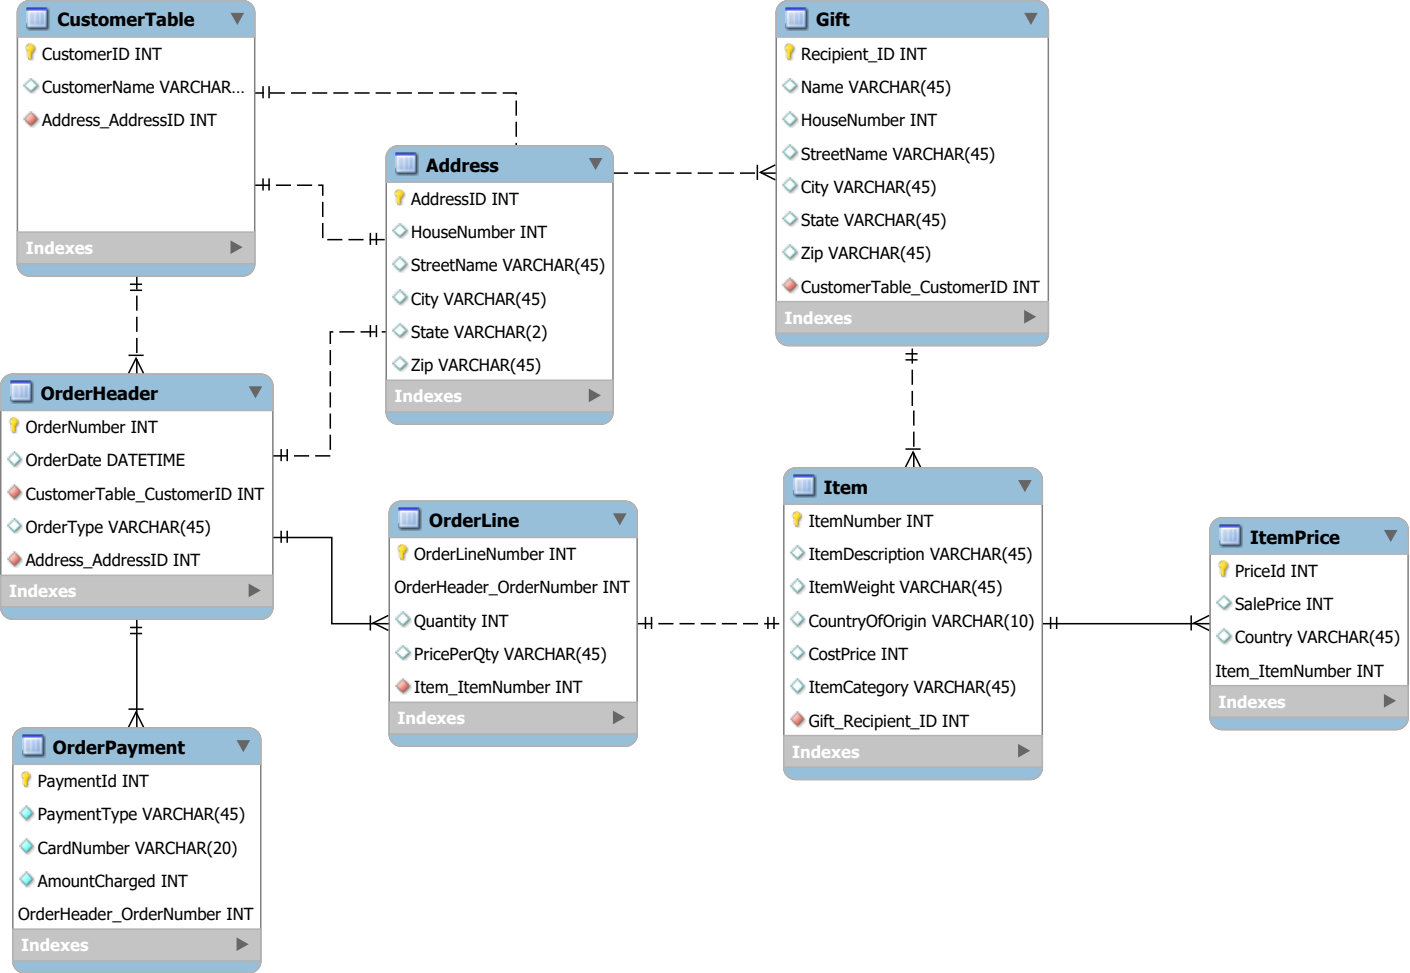 CustomerTable
CustomerID INT
CustomerName VARCHAR...
Address_AddressID INT
Indexes
Address
AddressID INT
HouseNumber INT
StreetName VARCHAR(45)
City VARCHAR(45)
State VARCHAR(2)
Zip VARCHAR(45)
Indexes
Gift
Recipient_ID INT
Name VARCHAR(45)
HouseNumber INT
StreetName VARCHAR(45)
City VARCHAR(45)
State VARCHAR(45)
Zip VARCHAR(45)
CustomerTable_CustomerID INT
Indexes
OrderHeader
OrderNumber INT
OrderDate DATETIME
CustomerTable_CustomerID INT
OrderType VARCHAR(45)
Address_AddressID INT
Indexes
OrderLine
OrderLineNumber INT
OrderHeader_OrderNumber INT
Quantity INT
PricePerQty VARCHAR(45)
Item_ItemNumber INT
Indexes
Item
ItemNumber INT
ItemDescription VARCHAR(45)
ItemWeight VARCHAR(45)
CountryOfOrigin VARCHAR(10)
CostPrice INT
ItemCategory VARCHAR(45)
Gift_Recipient_ID INT
Indexes
ItemPrice
PriceId INT
SalePrice INT
Country VARCHAR(45)
Item_ItemNumber INT
Indexes
OrderPayment
PaymentId INT
PaymentType VARCHAR(45)
CardNumber VARCHAR(20)
AmountCharged INT
OrderHeader_OrderNumber INT
Indexes